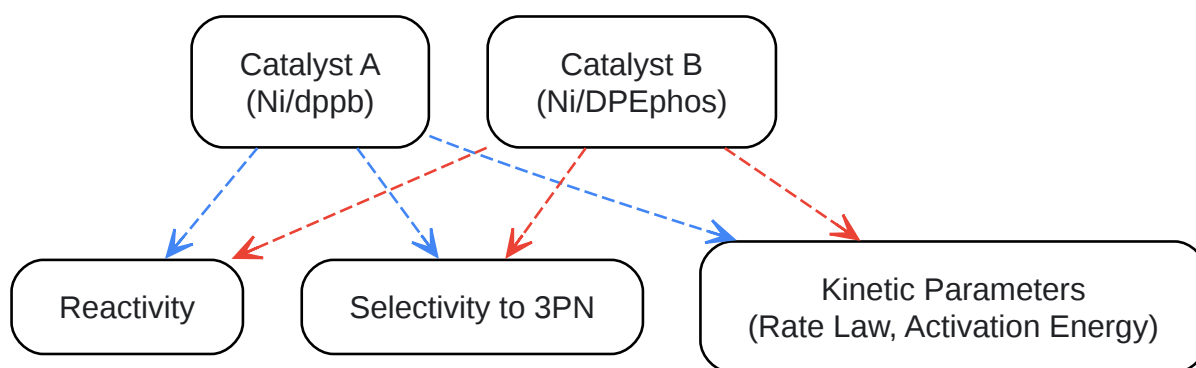 Catalyst A
(Ni/dppb)
Catalyst B
(Ni/DPEphos)
Reactivity
Selectivity to 3PN
Kinetic Parameters
(Rate Law, Activation Energy)